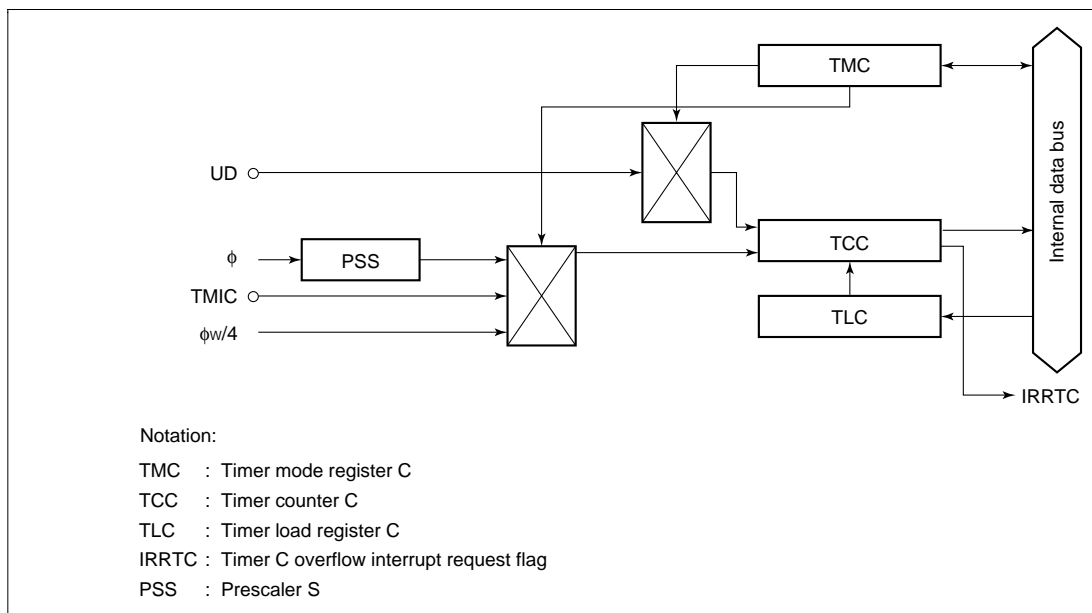 TMC
UD
TCC
Internal data bus
ϕ
PSS
TMIC
TLC
ϕw/4
IRRTC
Notation:
TMC : Timer mode register C
TCC : Timer counter C
TLC : Timer load register C
IRRTC : Timer C overflow interrupt request flag
PSS : Prescaler S